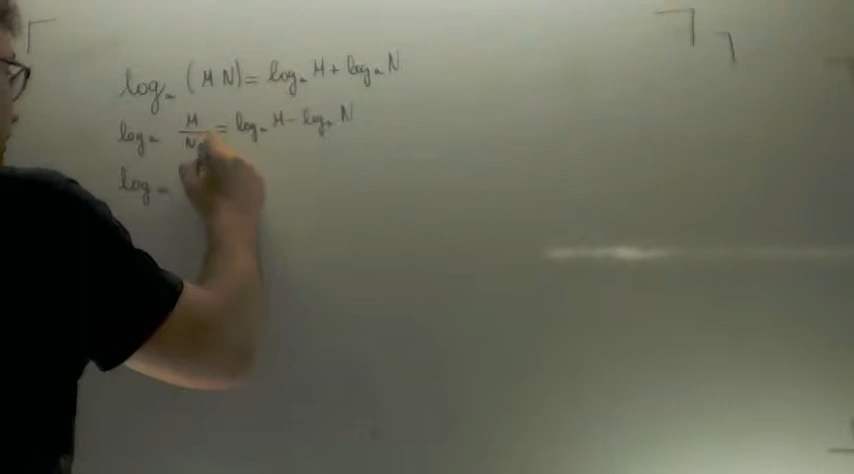 logₐ (M N) = logₐ M + logₐ N
logₐ M/N = logₐ M - logₐ N
logₐ